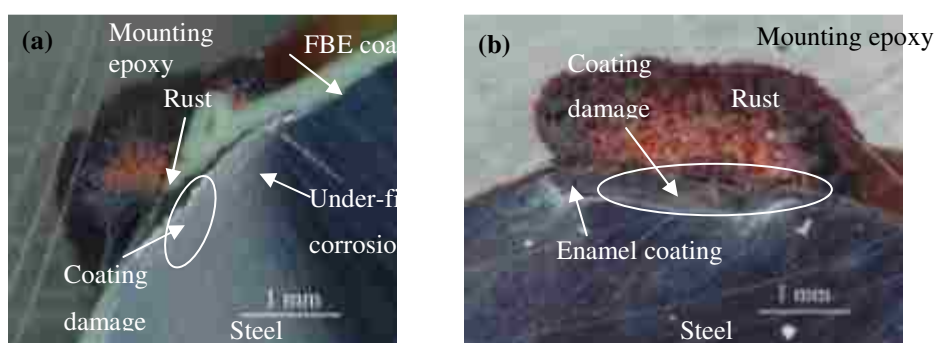 (a)
Mounting
epoxy
FBE coa
Rust
Under-fi
corrosio
Coating
damage
1 mm
Steel
(b)
Mounting epoxy
Coating
damage
Rust
Enamel coating
1 mm
Steel